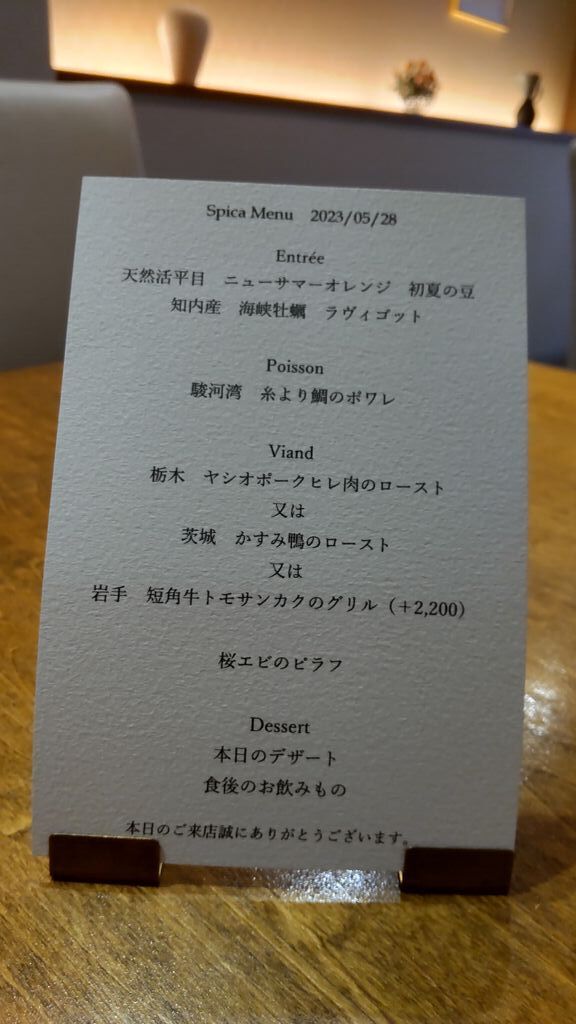 Spica Menu　2023/05/28
Entrée
天然活平目　ニューサマーオレンジ　初夏の豆
知内産　海峡牡蠣　ラヴィゴット
Poisson
駿河湾　糸より鯛のポワレ
Viand
栃木　ヤシオポークヒレ肉のロースト
又は
茨城　かすみ鴨のロースト
又は
岩手　短角牛トモサンカクのグリル（＋2,200）
桜エビのピラフ
Dessert
本日のデザート
食後のお飲みもの
本日のご来店誠にありがとうございます。